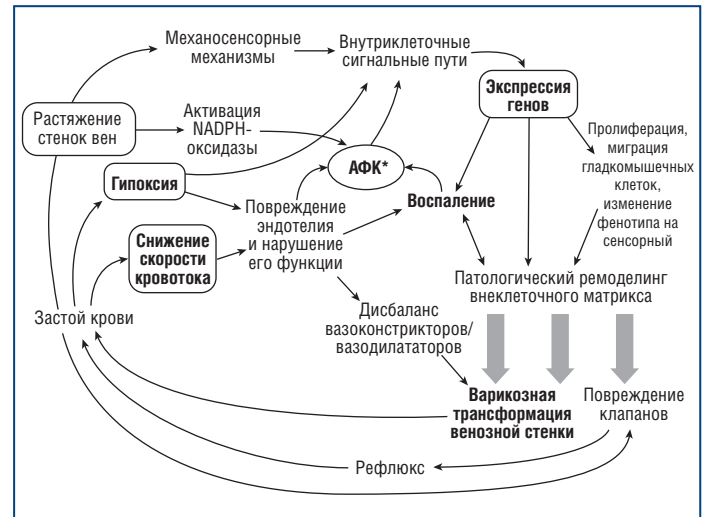 Механосенсорные
механизмы
Внутриклеточные
сигнальные пути
Экспрессия
генов
Растяжение
стенок вен
Активация
NADPH-
оксидазы
Пролиферация,
миграция
гладкомышечных
клеток,
изменение
фенотипа на
сенсорный
АФК*
Гипоксия
Воспаление
Повреждение
эндотелия
и нарушение
его функции
Снижение
скорости
кровотока
Патологический ремоделинг
внеклеточного матрикса
Застой крови
Дисбаланс
вазоконстрикторов/
вазодилататоров
Варикозная
трансформация
венозной стенки
Повреждение
клапанов
Рефлюкс